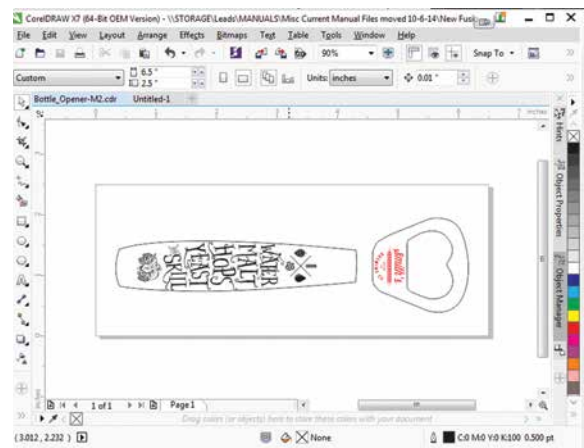 CorelDRAW X7 (64-Bit OEM Version) - \\STORAGE\Leads\MANUALS\Misc Current Manual Files moved 10-6-14\New Fusi
File Edit View Layout Arrange Effects Bitmaps Text Table Tools Window Help
90% Snap To
Custom 6.5 " 2.5 " Units: inches 0.01 "
Bottle_Opener-M2.cdr Untitled-1
inches
Hints
Object Properties
Object Manager
WATER
MALT
HOPS
YEAST
SKILL
Smith's
inches
1 of 1 Page 1
Drag colors (or objects) here to store these colors with your document
(3.012, 2.232 ) None C:0 M:0 Y:0 K:100 0.500 pt